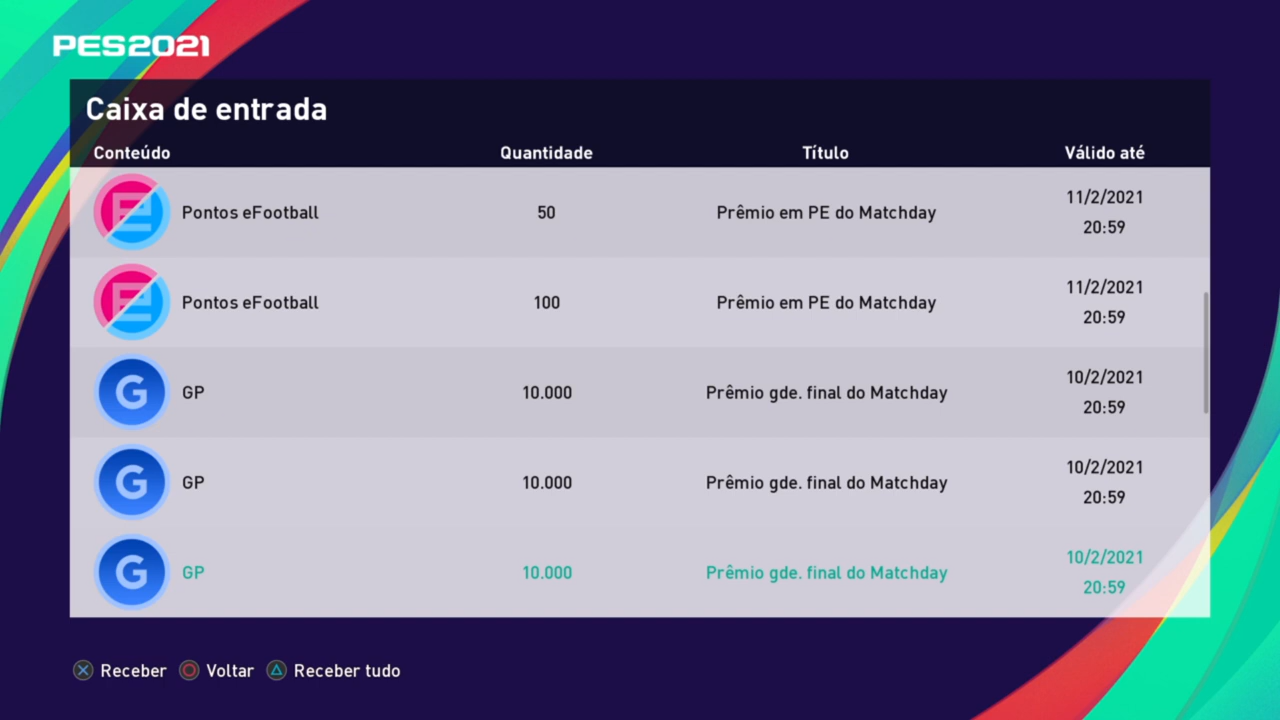 PES2021
Caixa de entrada
Conteúdo Quantidade Título Válido até
Pontos eFootball 50 Prêmio em PE do Matchday 11/2/2021 20:59
Pontos eFootball 100 Prêmio em PE do Matchday 11/2/2021 20:59
G GP 10.000 Prêmio gde. final do Matchday 10/2/2021 20:59
G GP 10.000 Prêmio gde. final do Matchday 10/2/2021 20:59
G GP 10.000 Prêmio gde. final do Matchday 10/2/2021 20:59
Receber Voltar Receber tudo